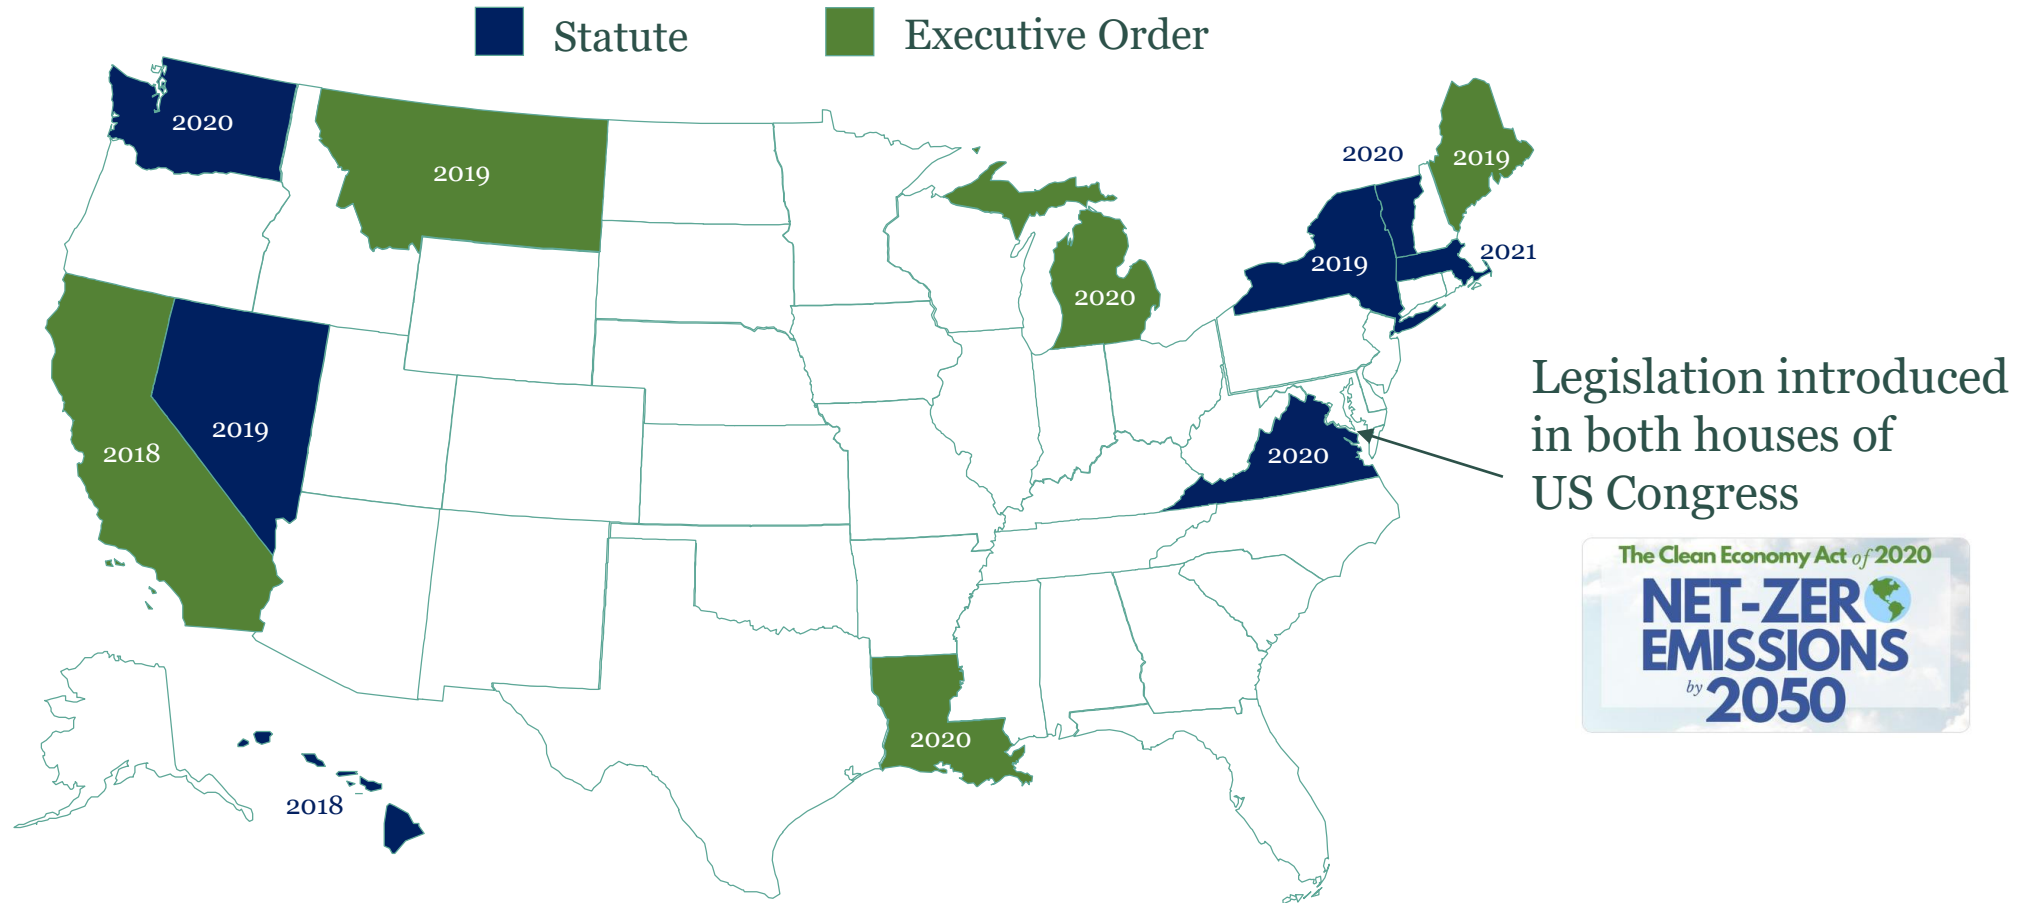 Statute
Executive Order
2020
2019
2020
2019
2019
2021
2020
2018
2019
2020
2020
2018
Legislation introduced
in both houses of
US Congress
The Clean Economy Act of 2020
NET-ZERO
EMISSIONS
by 2050